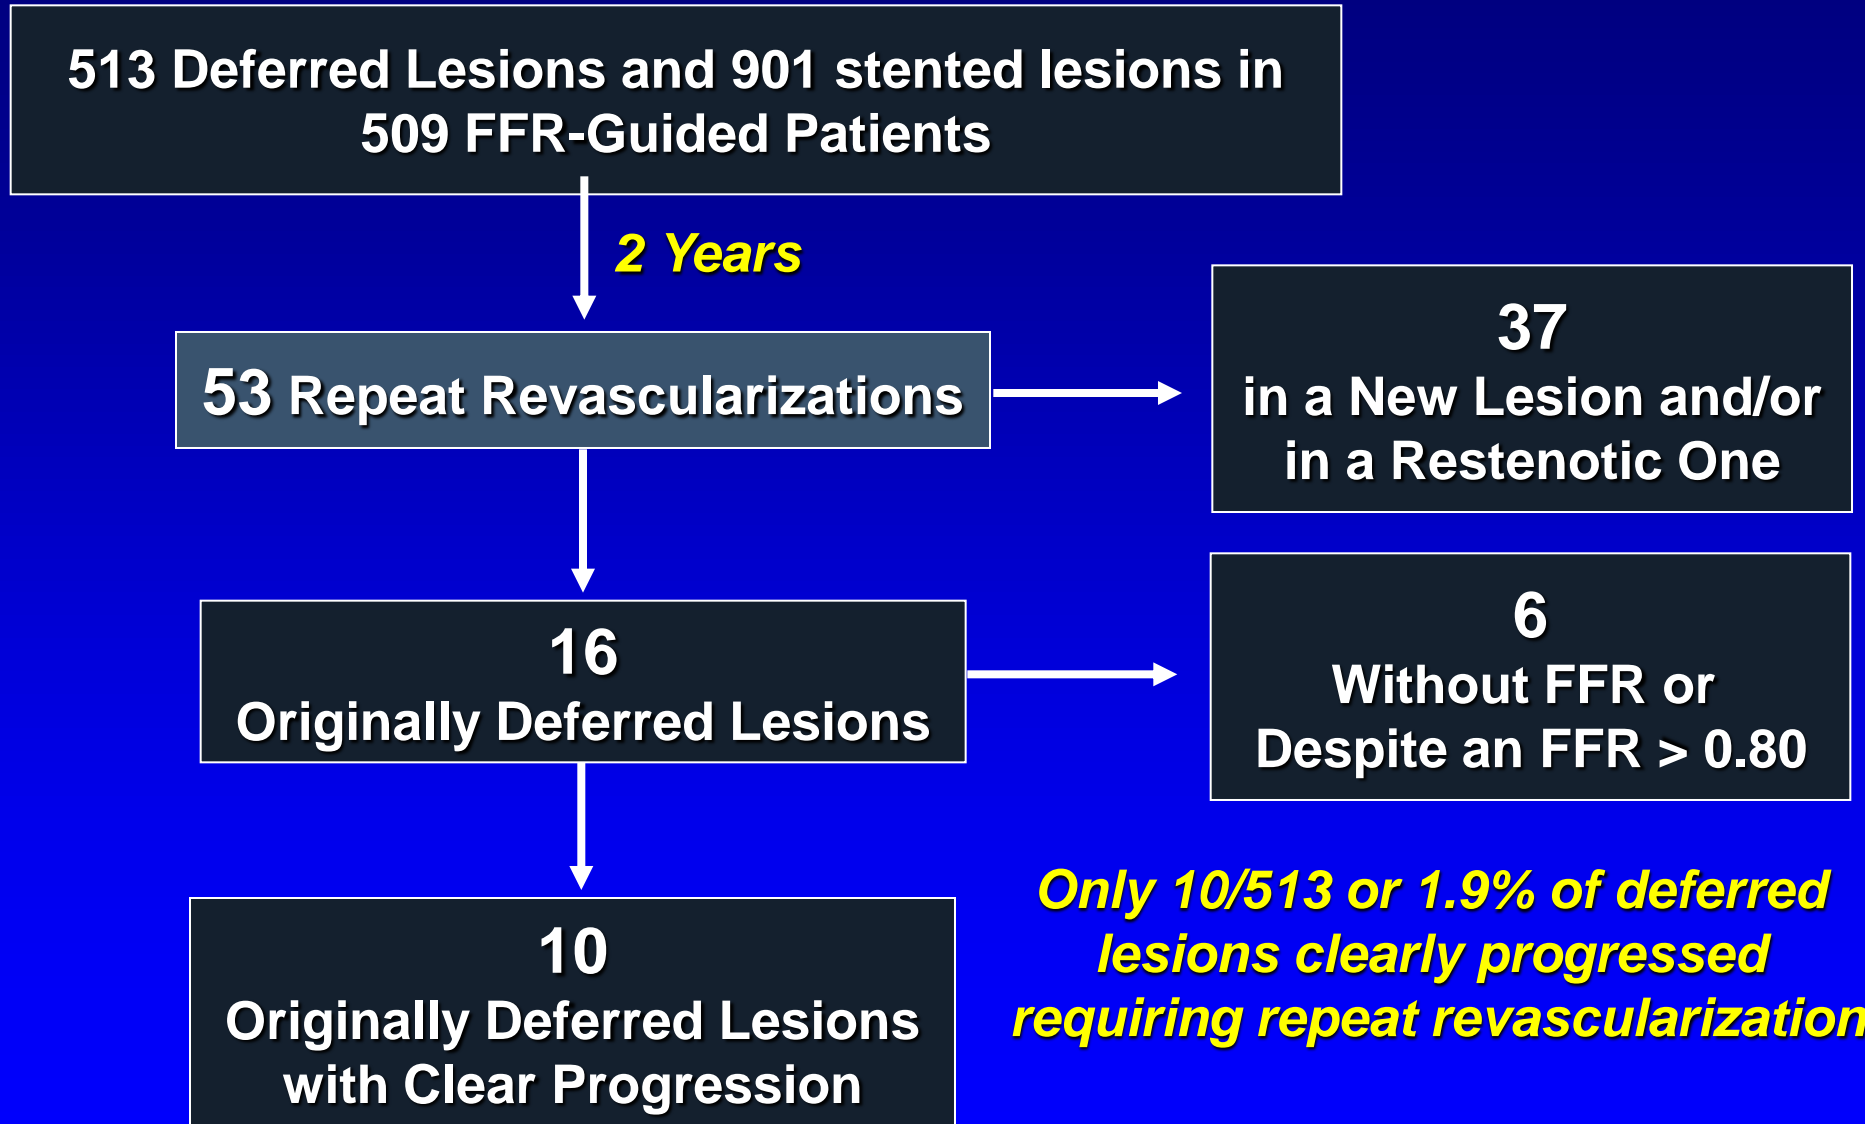 513 Deferred Lesions and 901 stented lesions in
509 FFR-Guided Patients
2 Years
53 Repeat Revascularizations
37
in a New Lesion and/or
in a Restenotic One
16
Originally Deferred Lesions
6
Without FFR or
Despite an FFR > 0.80
10
Originally Deferred Lesions
with Clear Progression
Only 10/513 or 1.9% of deferred
lesions clearly progressed
requiring repeat revascularization